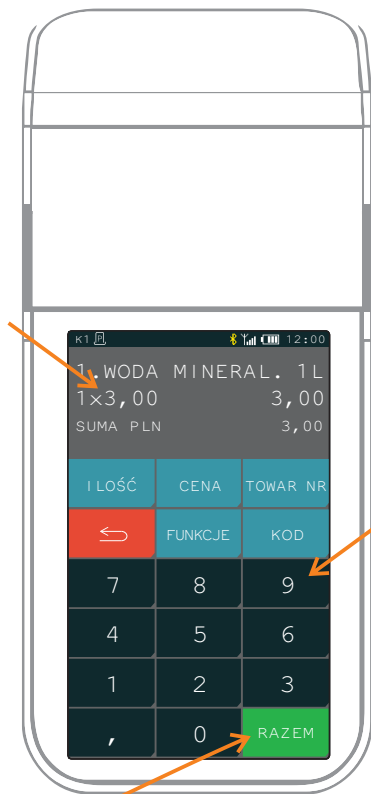 K1 P 12:00
1.WODA MINERAL. 1L
1×3,00 3,00
SUMA PLN 3,00
ILOŚĆ CENA TOWAR NR
FUNKCJE KOD
7 8 9
4 5 6
1 2 3
, 0 RAZEM